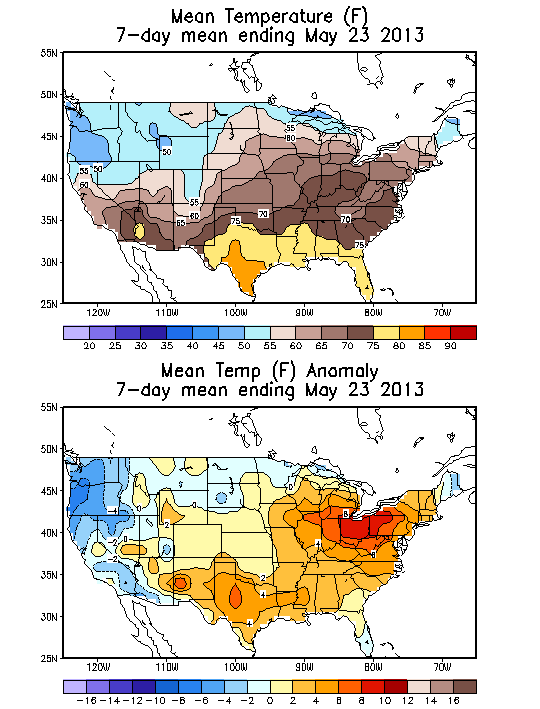 Mean Temperature (F)
7-day mean ending May 23 2013
55N
50N
45N
40N
35N
30N
25N
120W 110W 100W 90W 80W 70W
55
60
50
50
55
60
55
60
65
70
75
70
75
20 25 30 35 40 45 50 55 60 65 70 75 80 85 90
Mean Temp (F) Anomaly
7-day mean ending May 23 2013
55N
50N
45N
40N
35N
30N
25N
120W 110W 100W 90W 80W 70W
0
-2
0
-4
2
8
-2
0
-2
-2
4
6
2
4
4
-16 -14 -12 -10 -8 -6 -4 -2 0 2 4 6 8 10 12 14 16